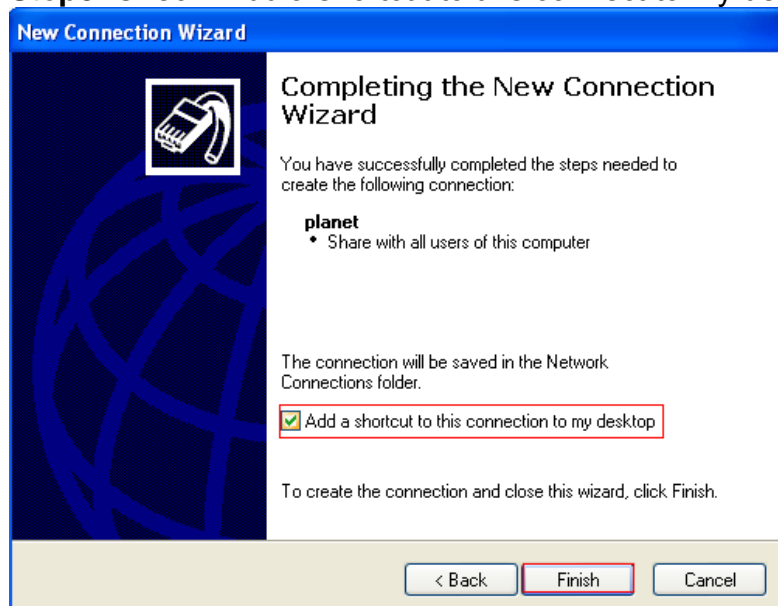 New Connection Wizard
Completing the New Connection
Wizard
You have successfully completed the steps needed to
create the following connection:
planet
• Share with all users of this computer
The connection will be saved in the Network
Connections folder.
Add a shortcut to this connection to my desktop
To create the connection and close this wizard, click Finish.
< Back Finish Cancel